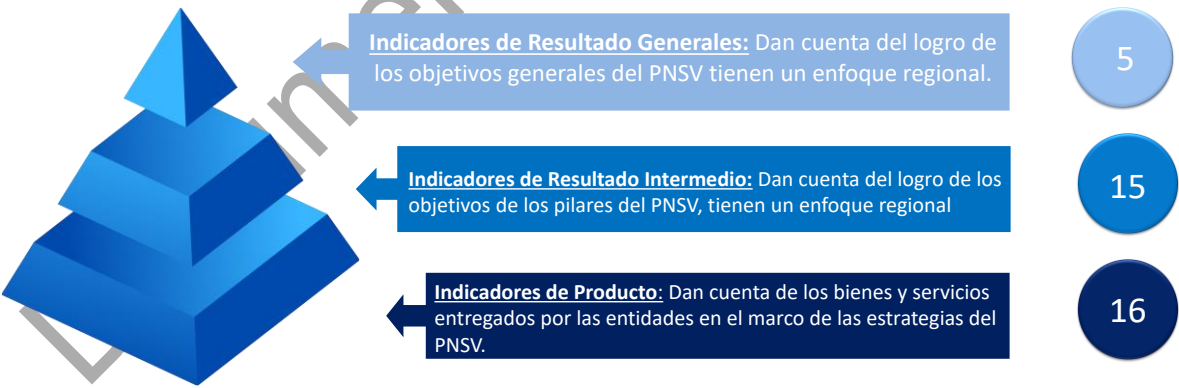 Indicadores de Resultado Generales: Dan cuenta del logro de
los objetivos generales del PNSV tienen un enfoque regional.
5
Indicadores de Resultado Intermedio: Dan cuenta del logro de los
objetivos de los pilares del PNSV, tienen un enfoque regional
15
Indicadores de Producto: Dan cuenta de los bienes y servicios
entregados por las entidades en el marco de las estrategias del
PNSV.
16